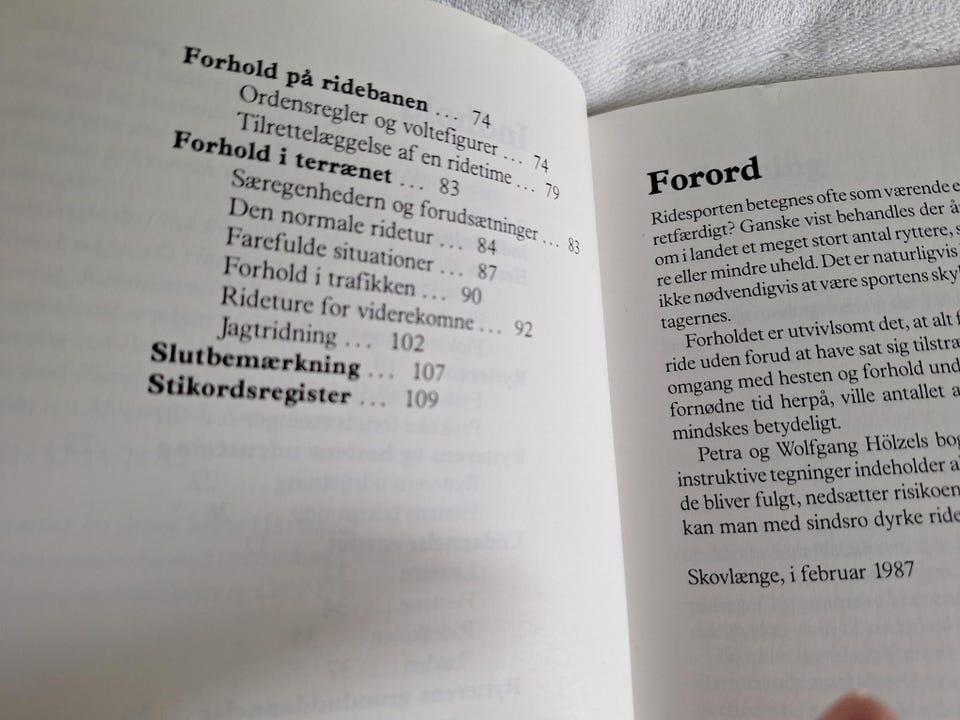 Forhold på ridebanen ... 74
Ordensregler og voltefigurer ... 74
Tilrettelæggelse af en ridetime ... 79
Forhold i terrænet ... 83
Særegenhedern og forudsætninger ... 83
Den normale ridetur ... 84
Farefulde situationer ... 87
Forhold i trafikken ... 90
Rideture for viderekomne ... 92
Jagtridning ... 102
Slutbemærkning ... 107
Stikordsregister ... 109
Forord
Ridesporten betegnes ofte som værende
retfærdigt? Ganske vist behandles der
om i landet et meget stort antal ryttere,
re eller mindre uheld. Det er naturligvis
ikke nødvendigvis at være sportens
tagernes.
Forholdet er utvivlsomt det, at alt
ride uden forud at have sat sig
omgang med hesten og forhold
fornødne tid herpå, ville antallet
mindskes betydeligt.
Petra og Wolfgang Hölzels
instruktive tegninger indeholder
de bliver fulgt, nedsætter risikoen
kan man med sindsro dyrke
Skovlænge, i februar 1987